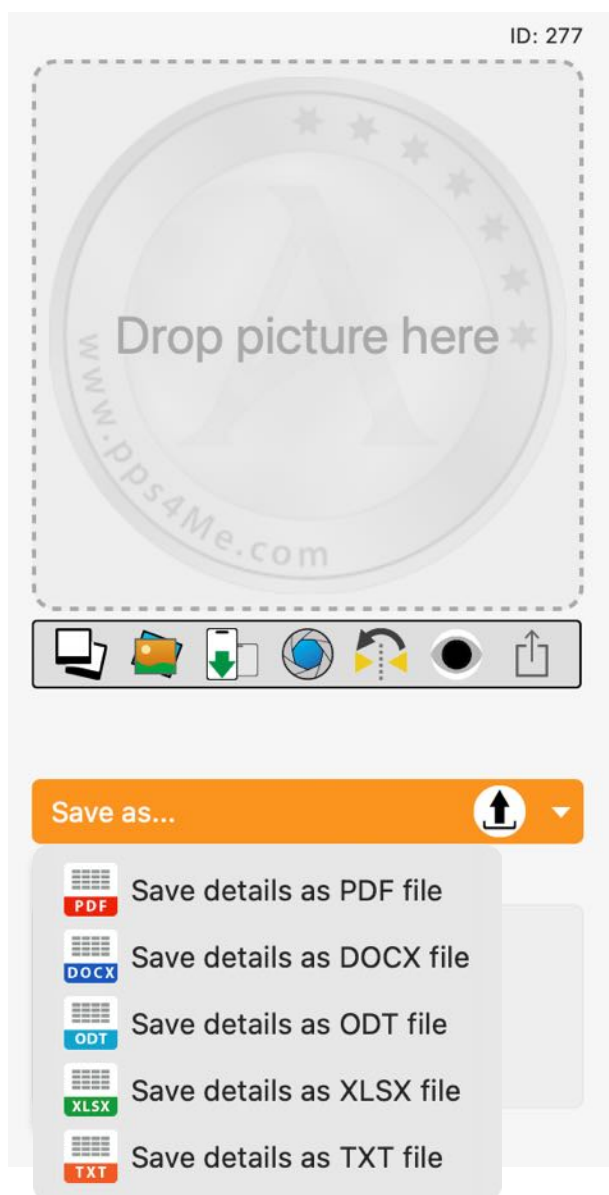 ID: 277
Drop picture here
www.pps4Me.com
Save as...
PDF
Save details as PDF file
DOCX
Save details as DOCX file
ODT
Save details as ODT file
XLSX
Save details as XLSX file
TXT
Save details as TXT file